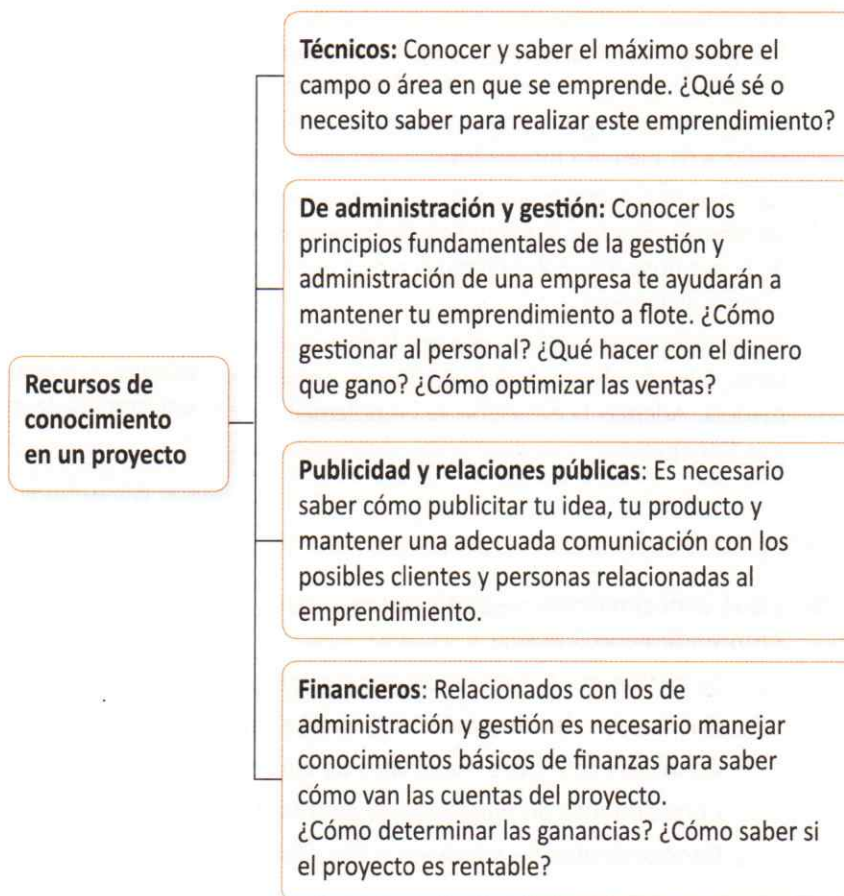 Técnicos: Conocer y saber el máximo sobre el
campo o área en que se emprende. ¿Qué sé o
necesito saber para realizar este emprendimiento?
De administración y gestión: Conocer los
principios fundamentales de la gestión y
administración de una empresa te ayudarán a
mantener tu emprendimiento a flote. ¿Cómo
gestionar al personal? ¿Qué hacer con el dinero
que gano? ¿Cómo optimizar las ventas?
Recursos de
conocimiento
en un proyecto
Publicidad y relaciones públicas: Es necesario
saber cómo publicitar tu idea, tu producto y
mantener una adecuada comunicación con los
posibles clientes y personas relacionadas al
emprendimiento.
Financieros: Relacionados con los de
administración y gestión es necesario manejar
conocimientos básicos de finanzas para saber
cómo van las cuentas del proyecto.
¿Cómo determinar las ganancias? ¿Cómo saber si
el proyecto es rentable?